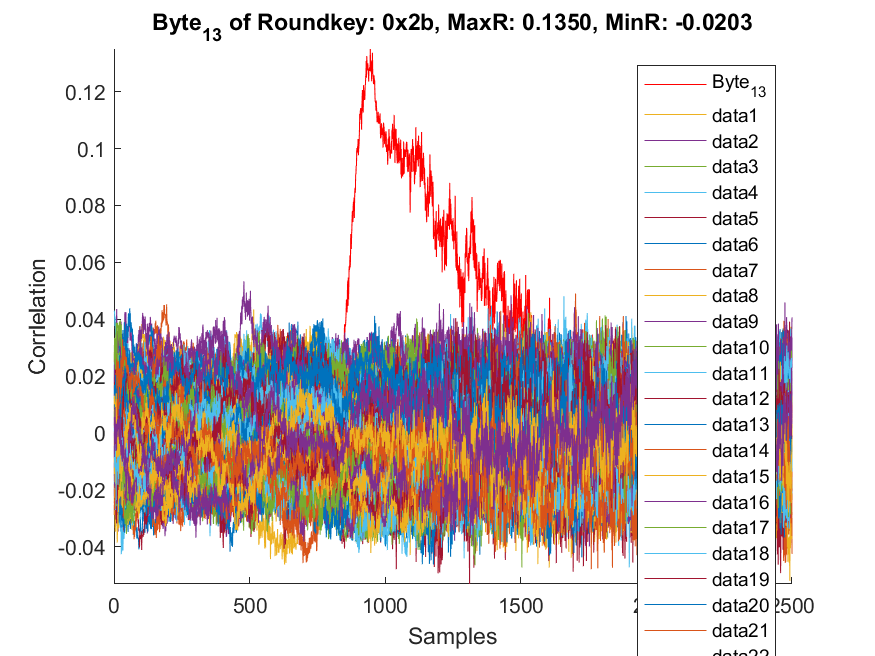 Byte13 of Roundkey: 0x2b, MaxR: 0.1350, MinR: -0.0203
Corrlelation
0.12
0.1
0.08
0.06
0.04
0.02
0
-0.02
-0.04
0
500
1000
1500
2500
Samples
Byte13
data1
data2
data3
data4
data5
data6
data7
data8
data9
data10
data11
data12
data13
data14
data15
data16
data17
data18
data19
data20
data21
data22